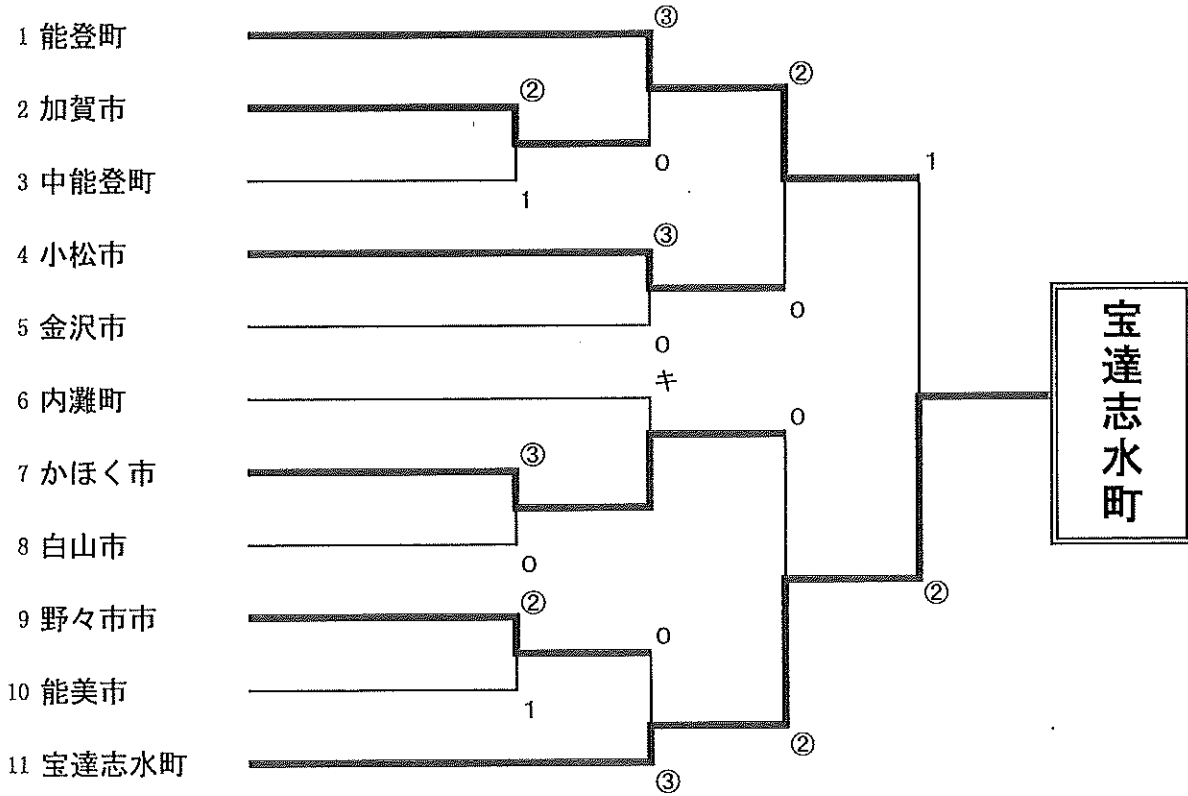 1 能登町
2 加賀市
3 中能登町
4 小松市
5 金沢市
6 内灘町
7 かほく市
8 白山市
9 野々市市
10 能美市
11 宝達志水町
②
1
③
0
②
1
③
0
③
0
キ
0
③
②
0
0
②
1
②
宝達志水町